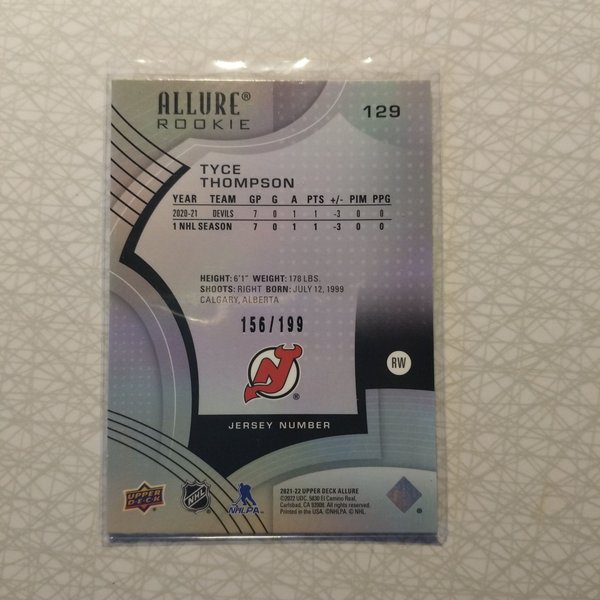 ALLURE®
ROOKIE
129
TYCE
THOMPSON
YEAR TEAM GP G A PTS +/- PIM PPG
2020-21 DEVILS 7 0 1 1 -3 0 0
1 NHL SEASON 7 0 1 1 -3 0 0
HEIGHT: 6'1" WEIGHT: 178 LBS.
SHOOTS: RIGHT BORN: JULY 12, 1999
CALGARY, ALBERTA
156/199
NJ ®
RW
JERSEY NUMBER
UPPER DECK
NHL
NHLPA
2021-22 UPPER DECK ALLURE
©2022 UDC. 5830 El Camino Real,
Carlsbad, CA 92008. All rights reserved.
Printed in the USA. ©NHLPA. © NHL.